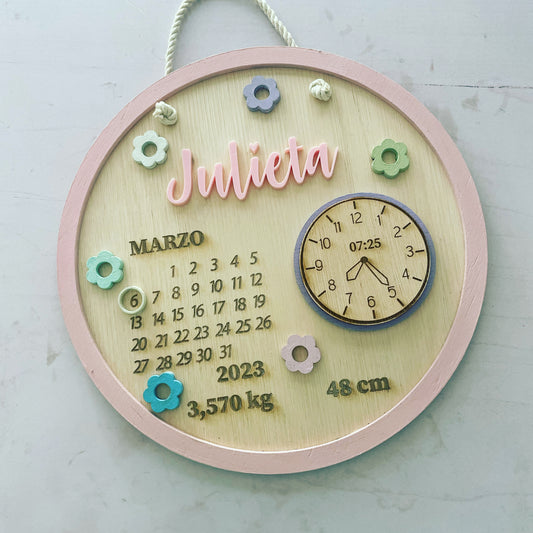 Julieta
MARZO
1 2 3 4 5
6 7 8 9 10 11 12
13 14 15 16 17 18 19
20 21 22 23 24 25 26
27 28 29 30 31
2023
3,570 kg
48 cm
12
11 1
10 07:25 2
9 3
8 4
7 5
6